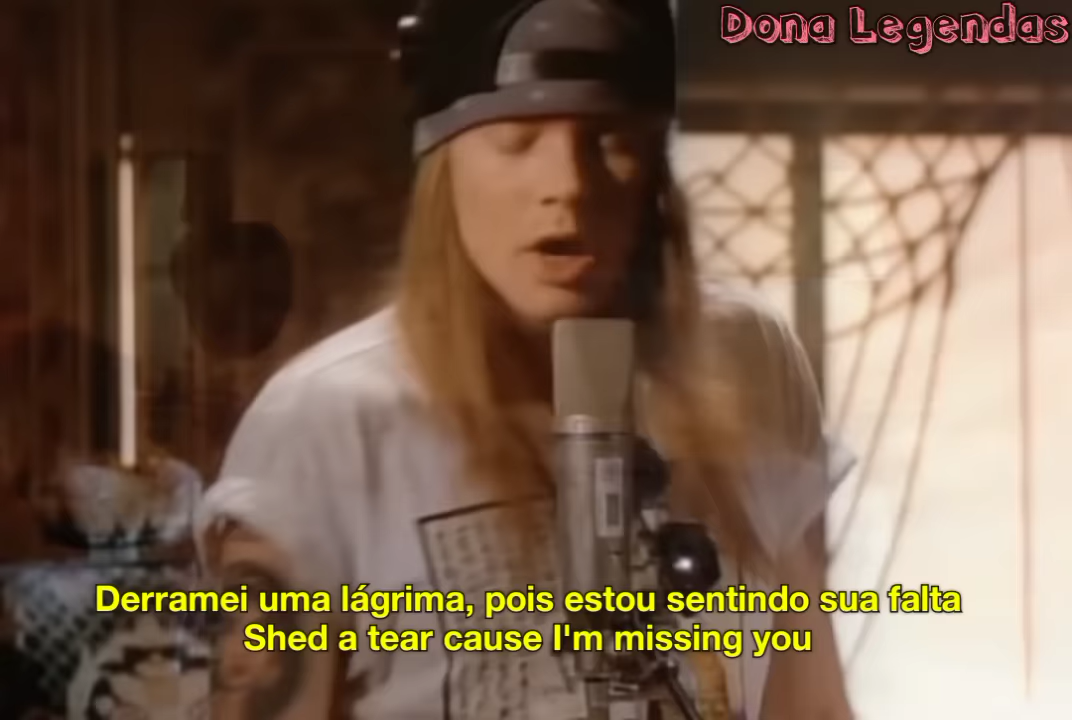 Dona Legendas
Derramei uma lágrima, pois estou sentindo sua falta
Shed a tear cause I'm missing you